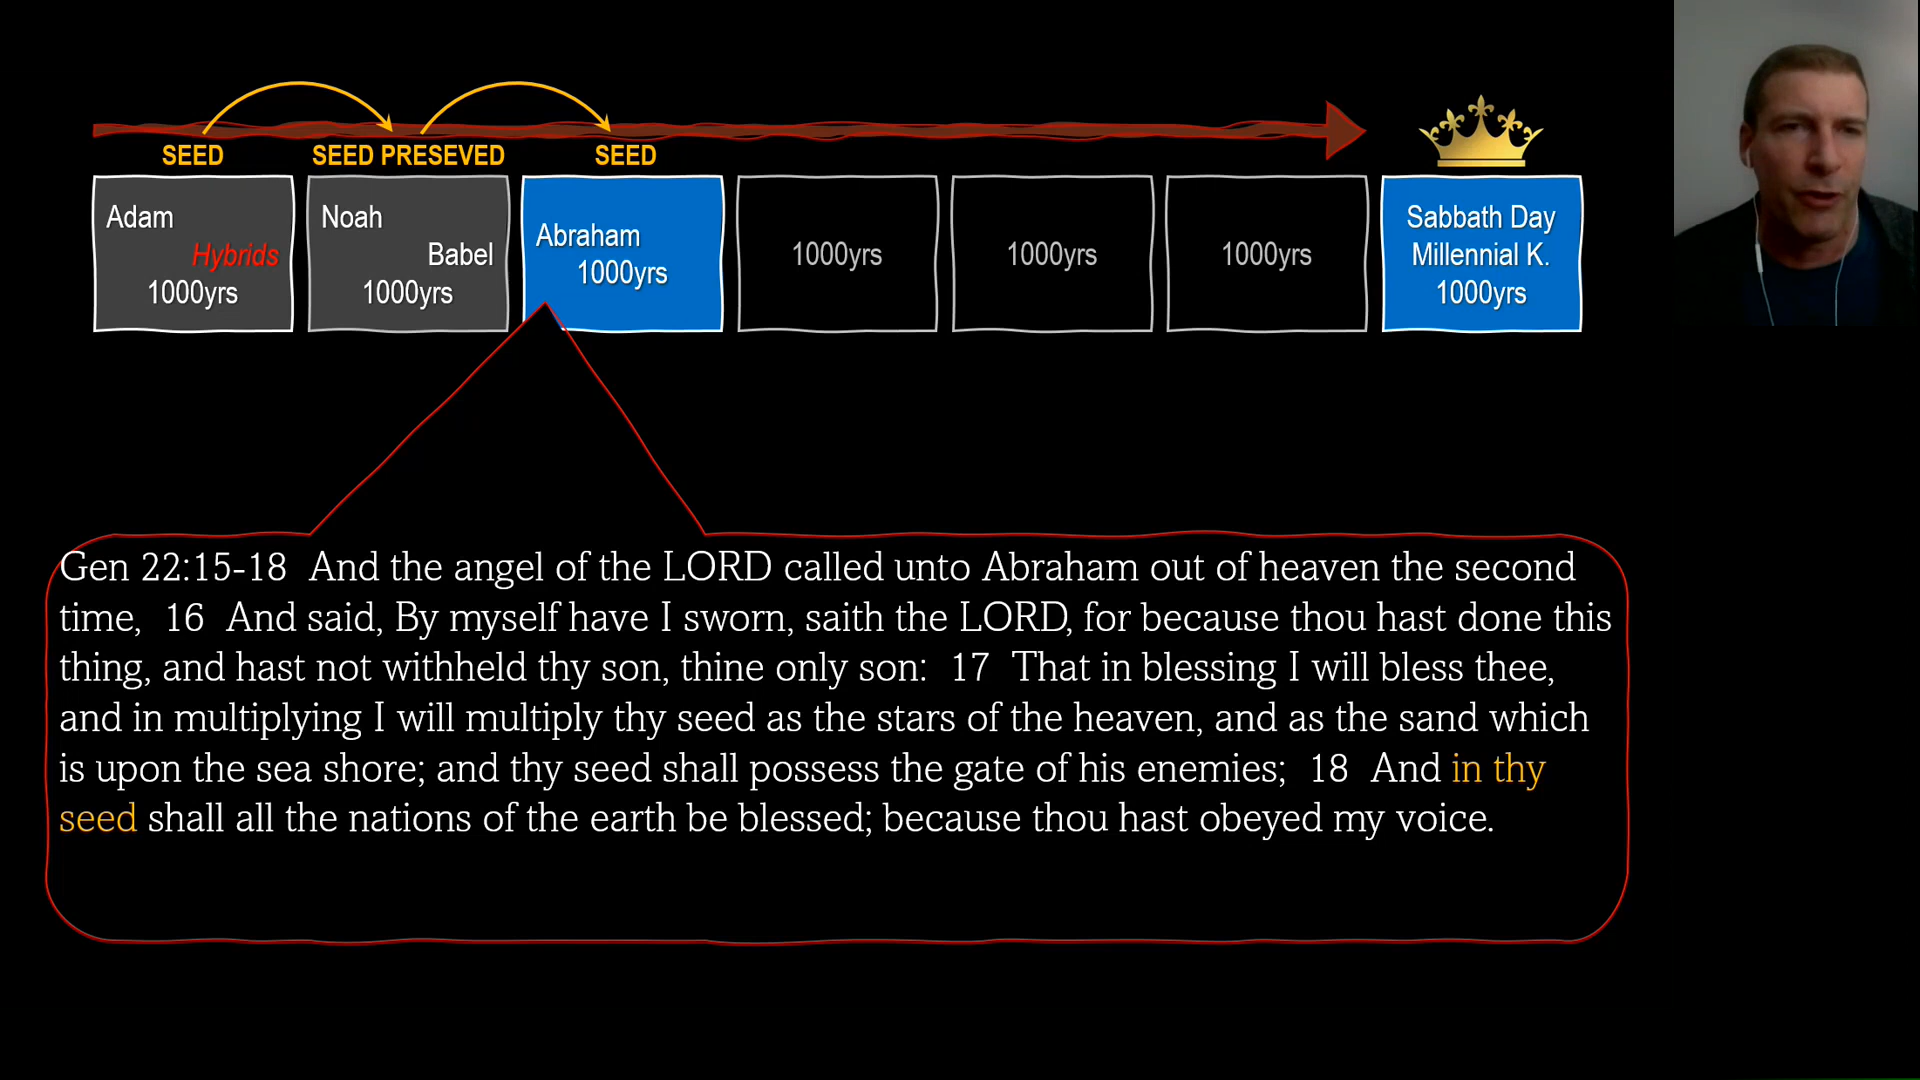 SEED
SEED PRESEVED
SEED
Adam
Hybrids
1000yrs
Noah
Babel
1000yrs
Abraham
1000yrs
1000yrs
1000yrs
1000yrs
Sabbath Day
Millennial K.
1000yrs
Gen 22:15-18 And the angel of the LORD called unto Abraham out of heaven the second
time, 16 And said, By myself have I sworn, saith the LORD, for because thou hast done this
thing, and hast not withheld thy son, thine only son: 17 That in blessing I will bless thee,
and in multiplying I will multiply thy seed as the stars of the heaven, and as the sand which
is upon the sea shore; and thy seed shall possess the gate of his enemies; 18 And in thy
seed shall all the nations of the earth be blessed; because thou hast obeyed my voice.